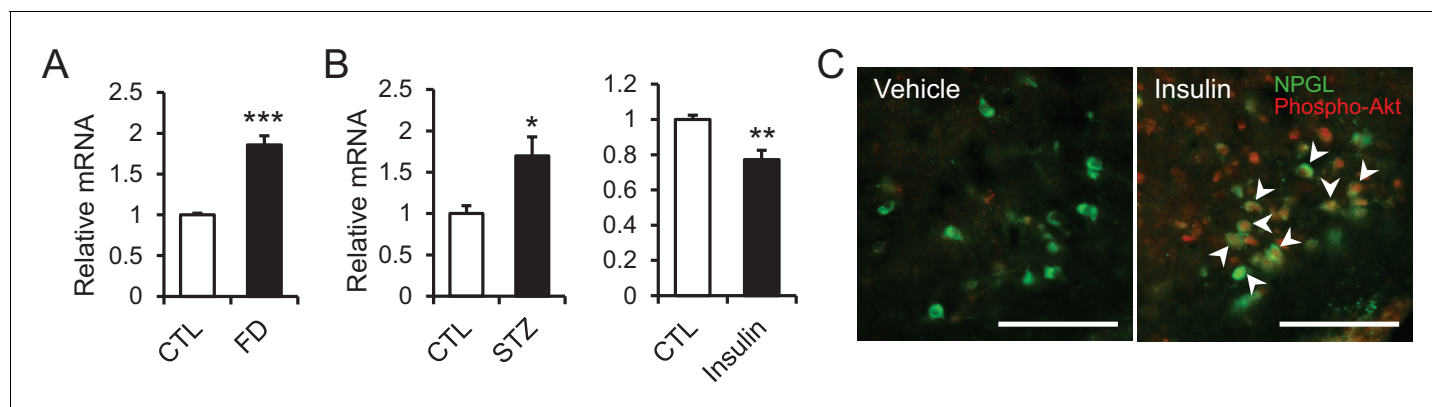 A
Relative mRNA
2.5
2
1.5
1
0.5
0
***
CTL
FD
B
Relative mRNA
2.5
2
1.5
1
0.5
0
*
CTL
STZ
1.2
1
0.8
0.6
0.4
0.2
0
**
CTL
Insulin
C
Vehicle
Insulin
NPGL
Phospho-Akt